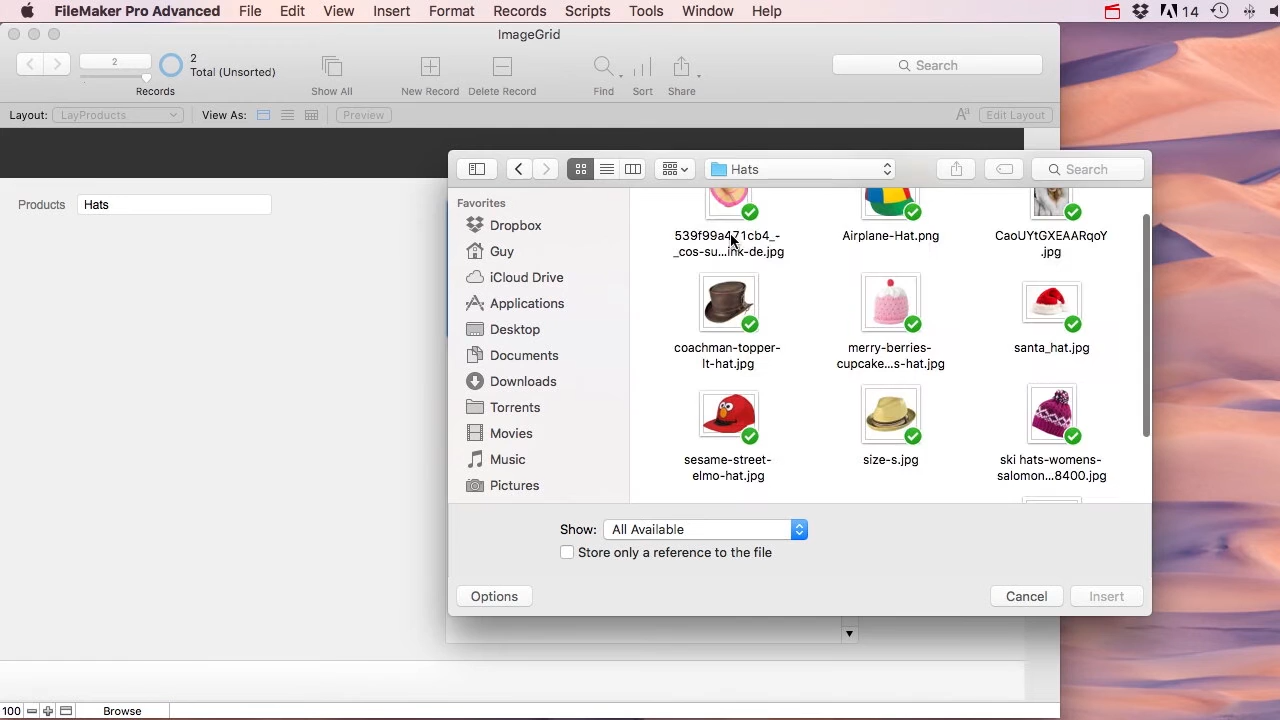 FileMaker Pro Advanced File Edit View Insert Format Records Scripts Tools Window Help 14
ImageGrid
2 2 Total (Unsorted) Search
Records Show All New Record Delete Record Find Sort Share
Layout: LayProducts View As: Preview Aa Edit Layout
Hats Search
Products Hats
Favorites
Dropbox
Guy
iCloud Drive
Applications
Desktop
Documents
Downloads
Torrents
Movies
Music
Pictures
539f99a471cb4_-
_cos-su...ink-de.jpg
Airplane-Hat.png
CaoUYtGXEAARqoY
.jpg
coachman-topper-
lt-hat.jpg
merry-berries-
cupcake...s-hat.jpg
santa_hat.jpg
sesame-street-
elmo-hat.jpg
size-s.jpg
ski hats-womens-
salomon...8400.jpg
Show: All Available
Store only a reference to the file
Options Cancel Insert
100 Browse